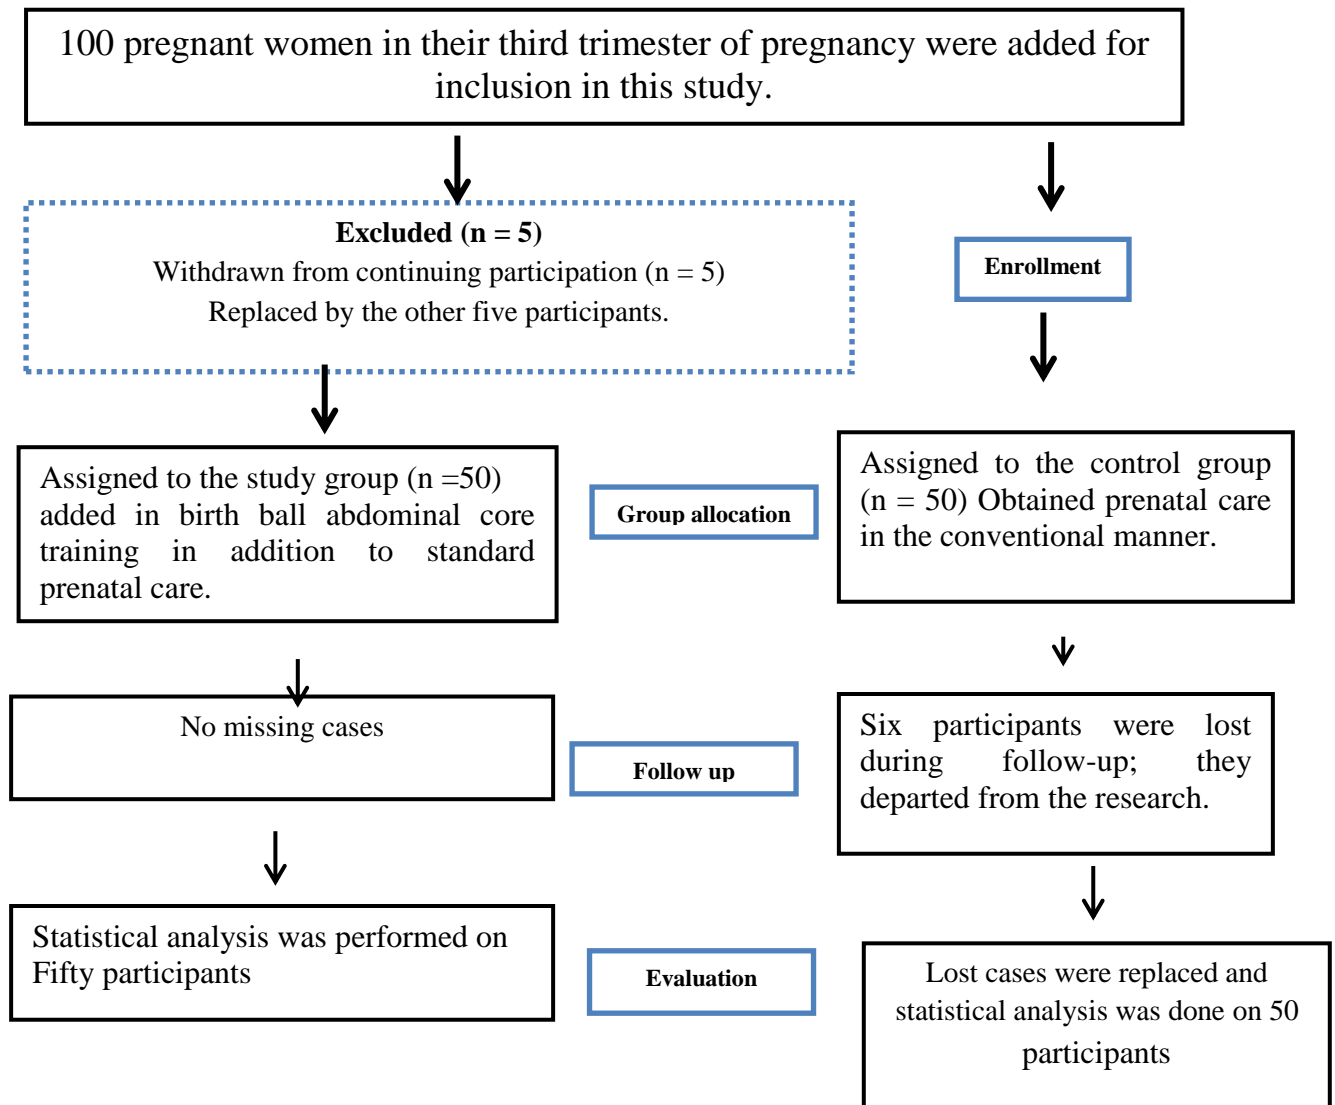 100 pregnant women in their third trimester of pregnancy were added for
inclusion in this study.
Excluded (n = 5)
Withdrawn from continuing participation (n = 5)
Replaced by the other five participants.
Enrollment
Assigned to the study group (n =50)
added in birth ball abdominal core
training in addition to standard
prenatal care.
Group allocation
Assigned to the control group
(n = 50) Obtained prenatal care
in the conventional manner.
No missing cases
Follow up
Six participants were lost
during follow-up; they
departed from the research.
Statistical analysis was performed on
Fifty participants
Evaluation
Lost cases were replaced and
statistical analysis was done on 50
participants